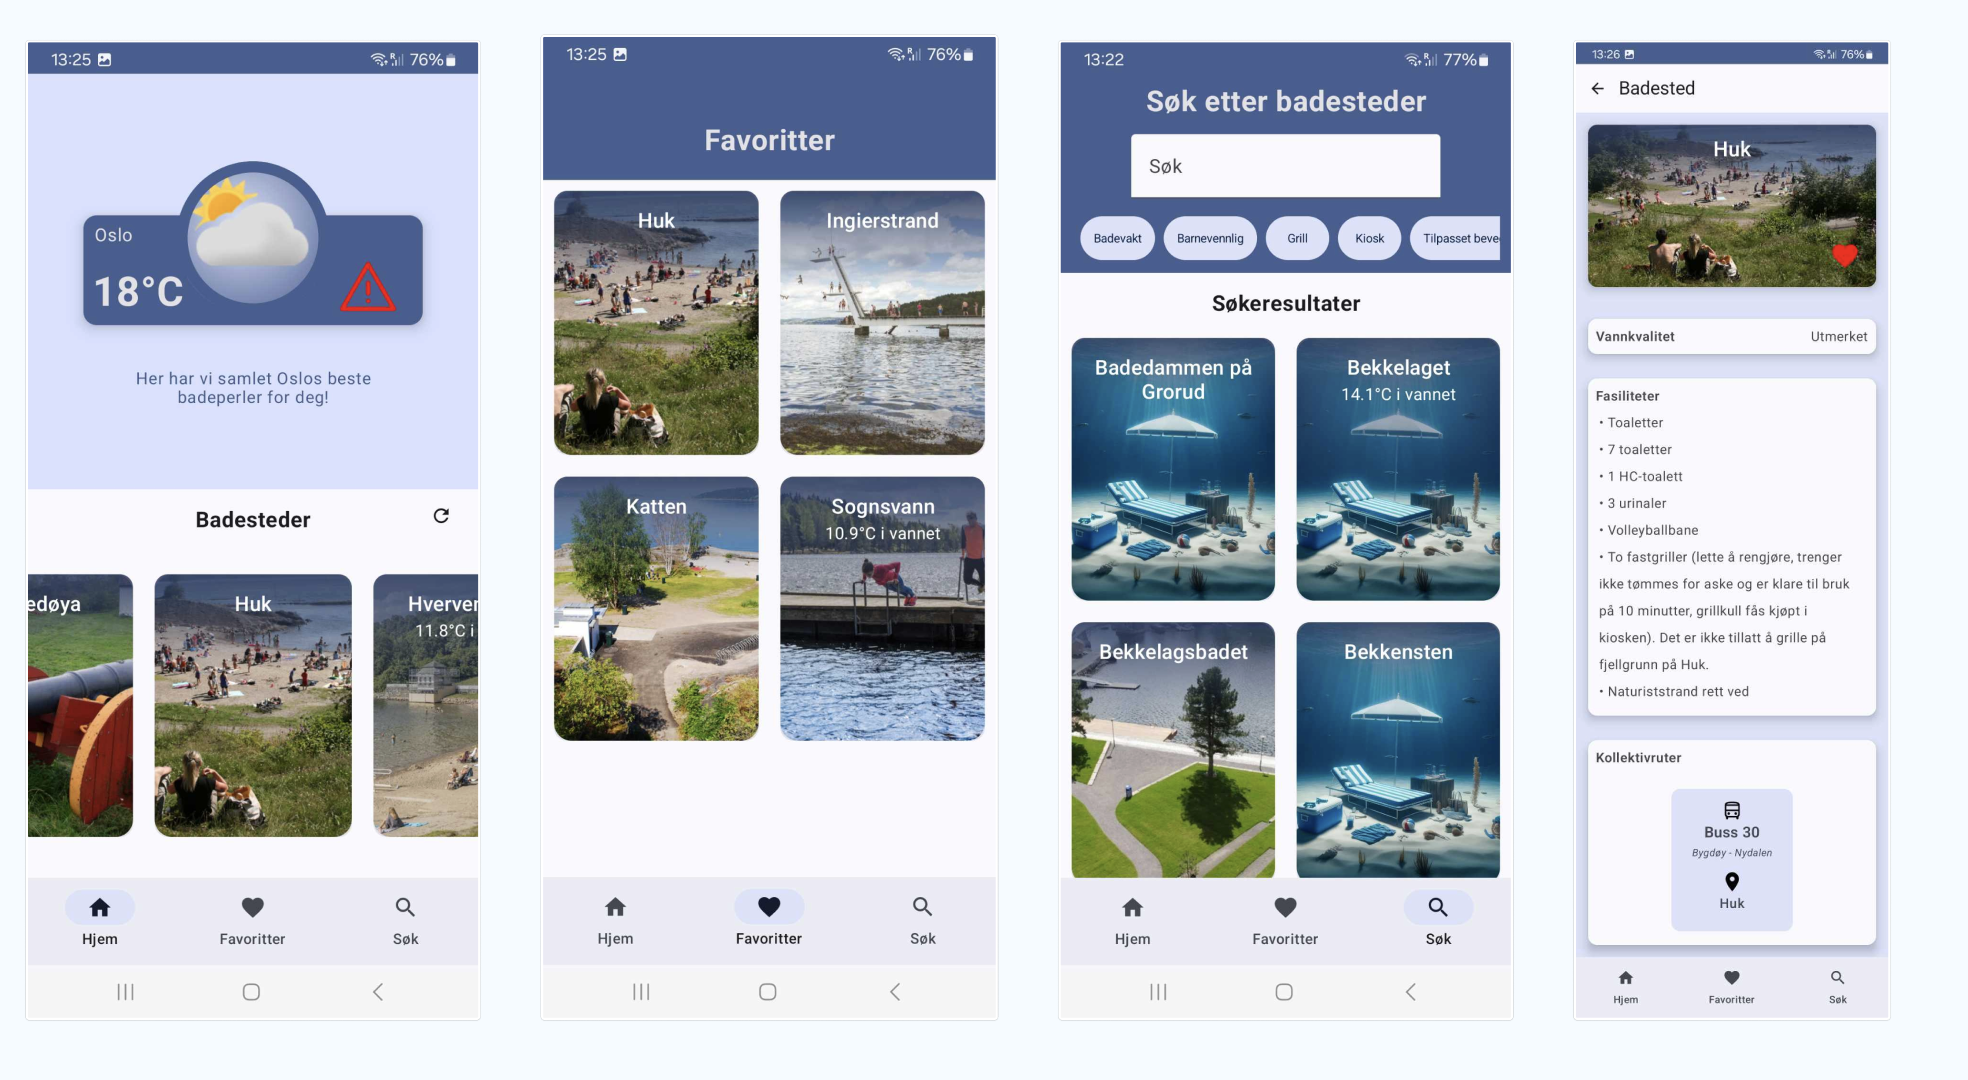 13:25
76%
Oslo
18°C
Her har vi samlet Oslos beste
badeperler for deg!
Badesteder
edøya
Huk
Hverver
11.8°C i
Hjem
Favoritter
Søk
13:25
76%
Favoritter
Huk
Ingierstrand
Katten
Sognsvann
10.9°C i vannet
Hjem
Favoritter
Søk
13:22
77%
Søk etter badesteder
Søk
Badevakt
Barnevennlig
Grill
Kiosk
Tilpasset beve
Søkeresultater
Badedammen på
Grorud
Bekkelaget
14.1°C i vannet
Bekkelagsbadet
Bekkensten
Hjem
Favoritter
Søk
13:26
76%
Badested
Huk
Vannkvalitet
Utmerket
Fasiliteter
• Toaletter
• 7 toaletter
• 1 HC-toalett
• 3 urinaler
• Volleyballbane
• To fastgriller (lette å rengjøre, trenger
ikke tømmes for aske og er klare til bruk
på 10 minutter, grillkull fås kjøpt i
kiosken). Det er ikke tillatt å grille på
fjellgrunn på Huk.
• Naturiststrand rett ved
Kollektivruter
Buss 30
Bygdøy - Nydalen
Huk
Hjem
Favoritter
Søk